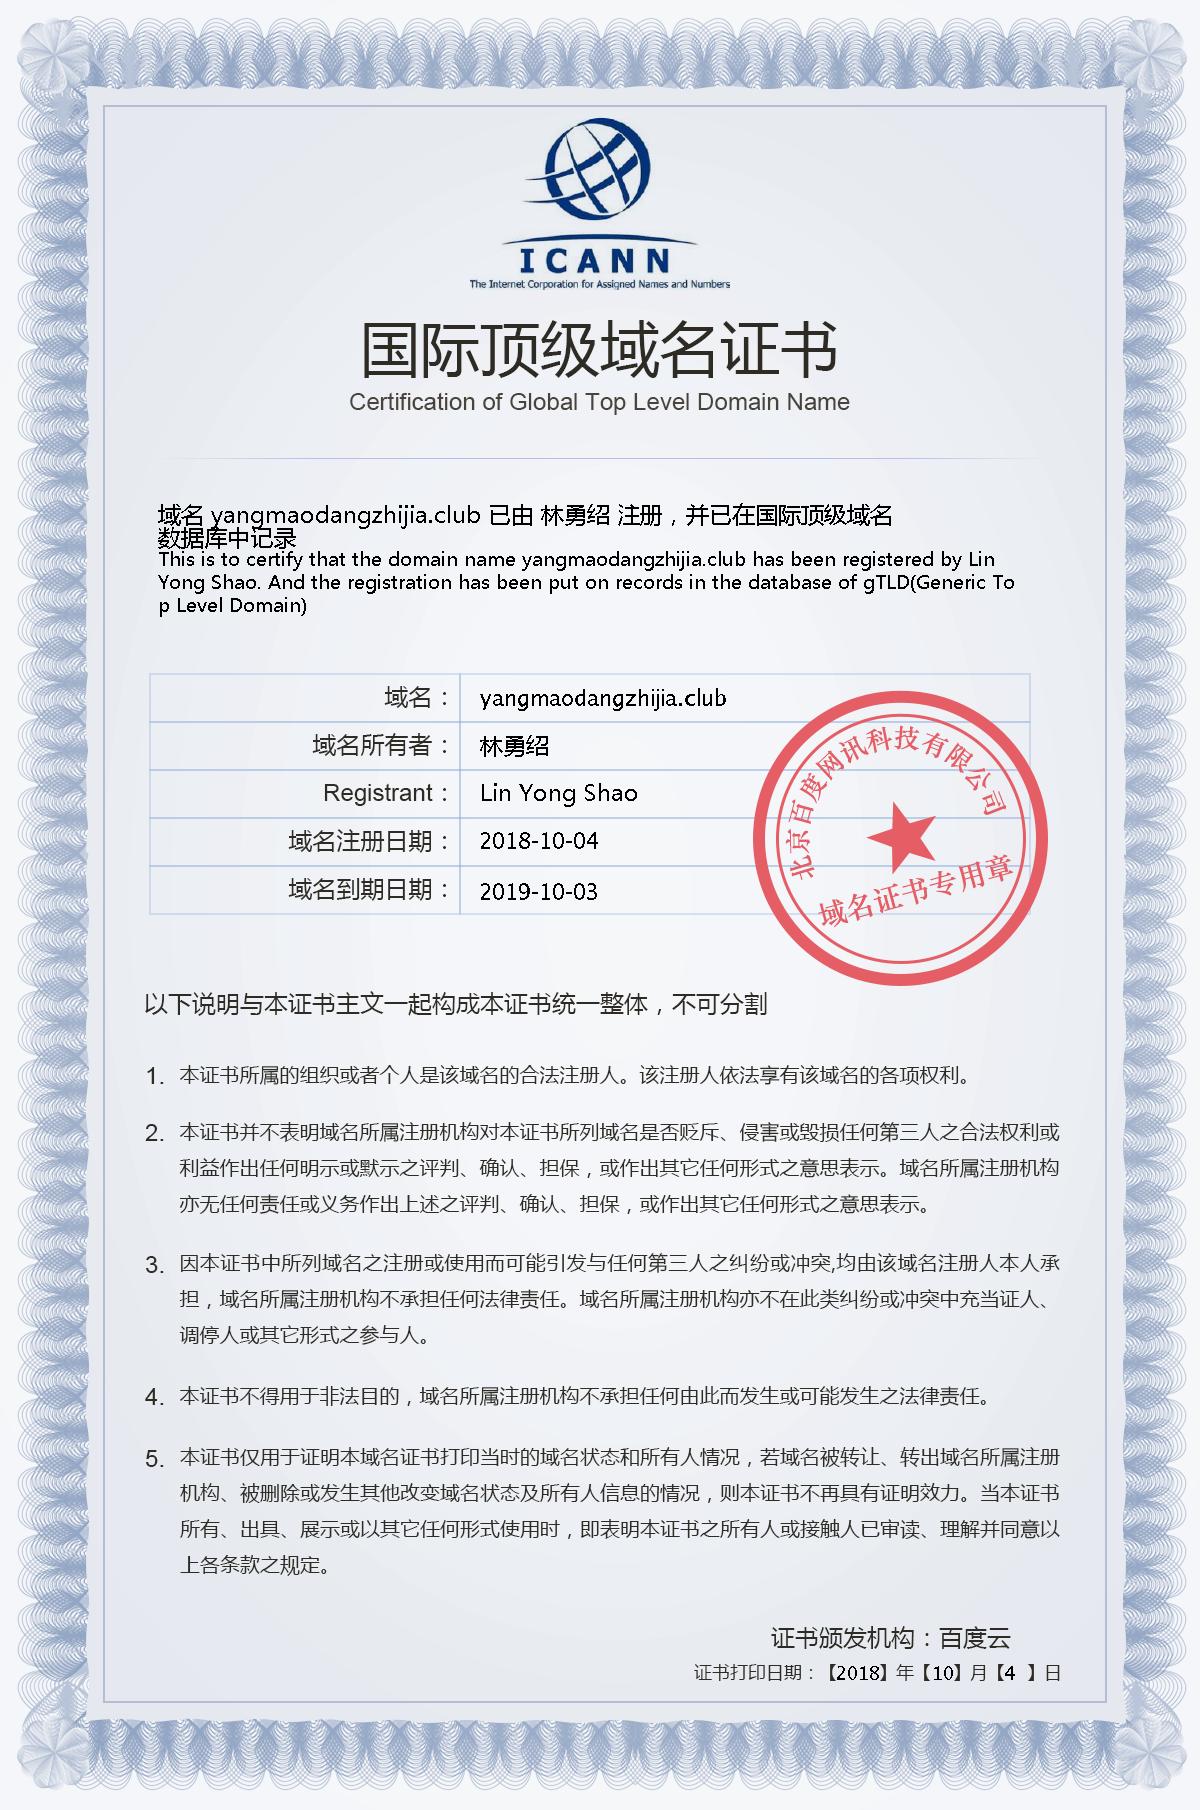 ICANN
The Internet Corporation for Assigned Names and Numbers
国际顶级域名证书
Certification of Global Top Level Domain Name
域名 yangmaodangzhijia.club 已由 林勇绍 注册，并已在国际顶级域名
数据库中记录
This is to certify that the domain name yangmaodangzhijia.club has been registered by Lin
Yong Shao. And the registration has been put on records in the database of gTLD(Generic To
p Level Domain)
域名： yangmaodangzhijia.club
域名所有者： 林勇绍
Registrant： Lin Yong Shao
域名注册日期： 2018-10-04
域名到期日期： 2019-10-03
北京百度网讯科技有限公司
域名证书专用章
以下说明与本证书主文一起构成本证书统一整体，不可分割
1. 本证书所属的组织或者个人是该域名的合法注册人。该注册人依法享有该域名的各项权利。
2. 本证书并不表明域名所属注册机构对本证书所列域名是否贬斥、侵害或毁损任何第三人之合法权利或
利益作出任何明示或默示之评判、确认、担保，或作出其它任何形式之意思表示。域名所属注册机构
亦无任何责任或义务作出上述之评判、确认、担保，或作出其它任何形式之意思表示。
3. 因本证书中所列域名之注册或使用而可能引发与任何第三人之纠纷或冲突,均由该域名注册人本人承
担，域名所属注册机构不承担任何法律责任。域名所属注册机构亦不在此类纠纷或冲突中充当证人、
调停人或其它形式之参与人。
4. 本证书不得用于非法目的，域名所属注册机构不承担任何由此而发生或可能发生之法律责任。
5. 本证书仅用于证明本域名证书打印当时的域名状态和所有人情况，若域名被转让、转出域名所属注册
机构、被删除或发生其他改变域名状态及所有人信息的情况，则本证书不再具有证明效力。当本证书
所有、出具、展示或以其它任何形式使用时，即表明本证书之所有人或接触人已审读、理解并同意以
上各条款之规定。
证书颁发机构：百度云
证书打印日期：【2018】年【10】月【4 】日